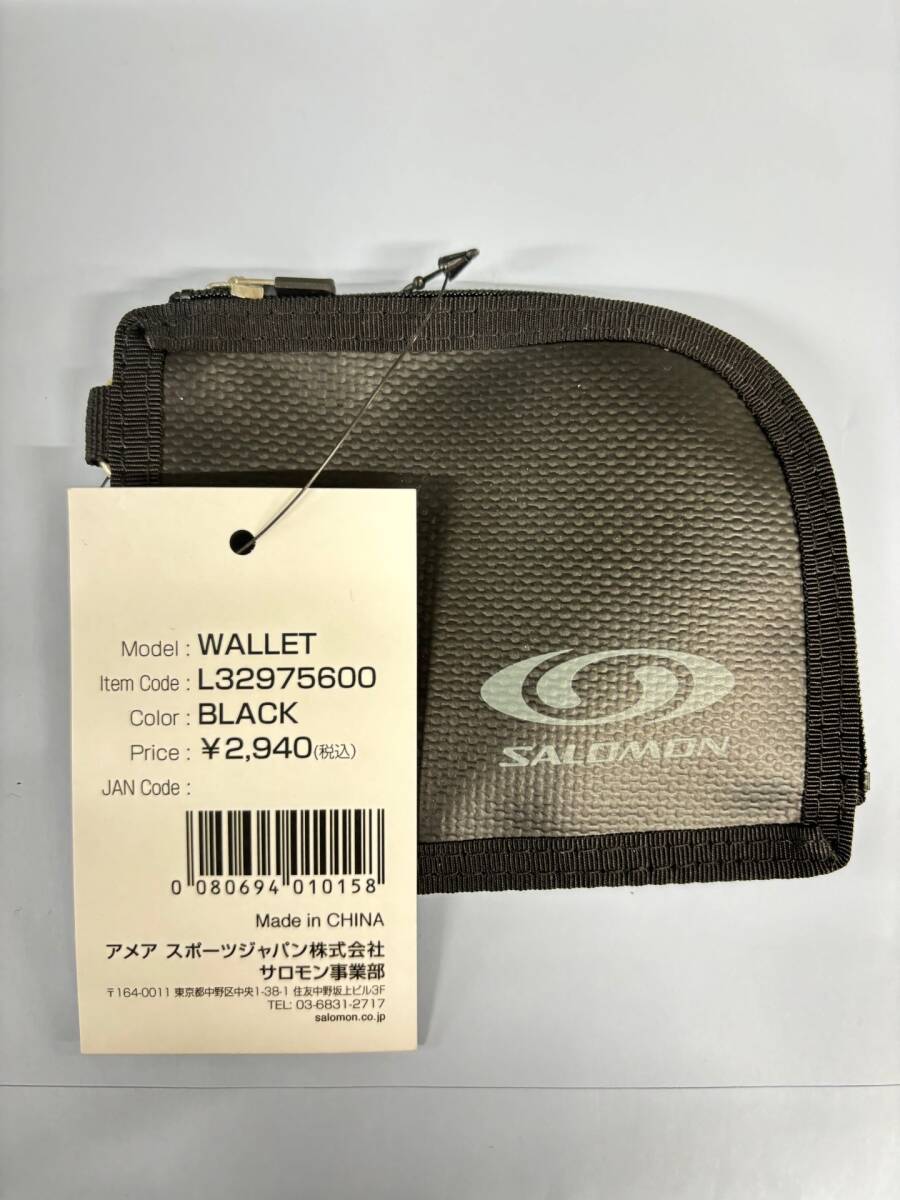 Model : WALLET
Item Code : L32975600
Color : BLACK
Price : ¥2,940(税込)
JAN Code :
0 080694 010158
Made in CHINA
アメア スポーツジャパン株式会社
サロモン事業部
〒164-0011 東京都中野区中央1-38-1 住友中野坂上ビル3F
TEL: 03-6831-2717
salomon.co.jp
SALOMON